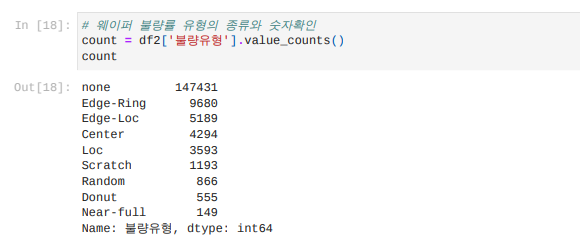 In [18]: # 웨이퍼 불량률 유형의 종류와 숫자확인
count = df2['불량유형'].value_counts()
count
Out[18]: none 147431
Edge-Ring 9680
Edge-Loc 5189
Center 4294
Loc 3593
Scratch 1193
Random 866
Donut 555
Near-full 149
Name: 불량유형, dtype: int64